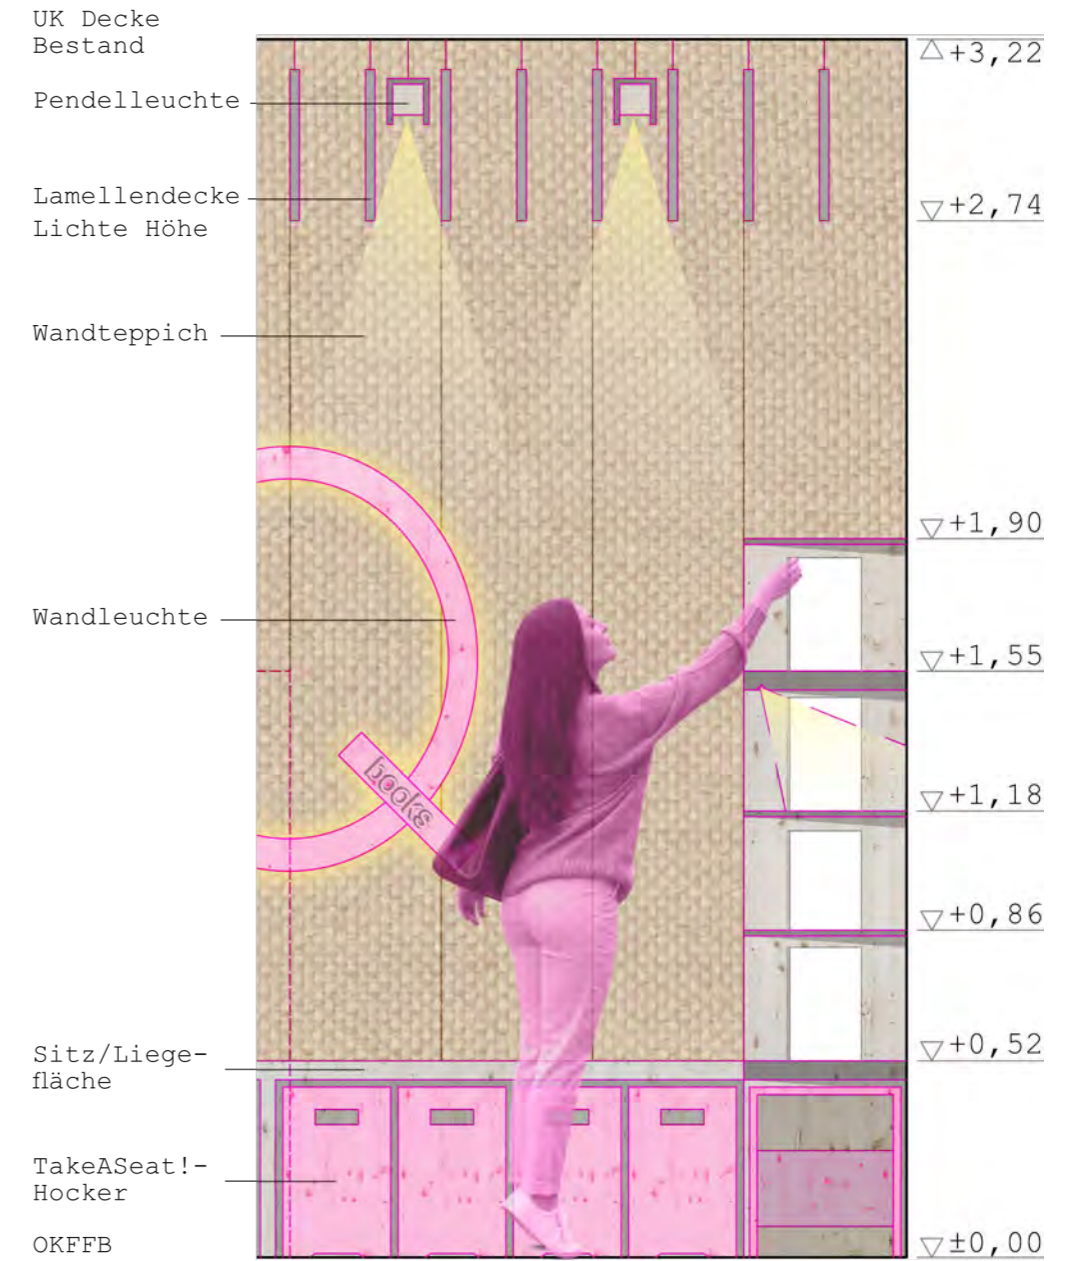 UK Decke
Bestand
△+3,22
Pendelleuchte
Lamellendecke
Lichte Höhe
▽+2,74
Wandteppich
▽+1,90
Wandleuchte
▽+1,55
books
▽+1,18
▽+0,86
Sitz/Liege-
fläche
▽+0,52
TakeASeat!-
Hocker
OKFFB
▽±0,00